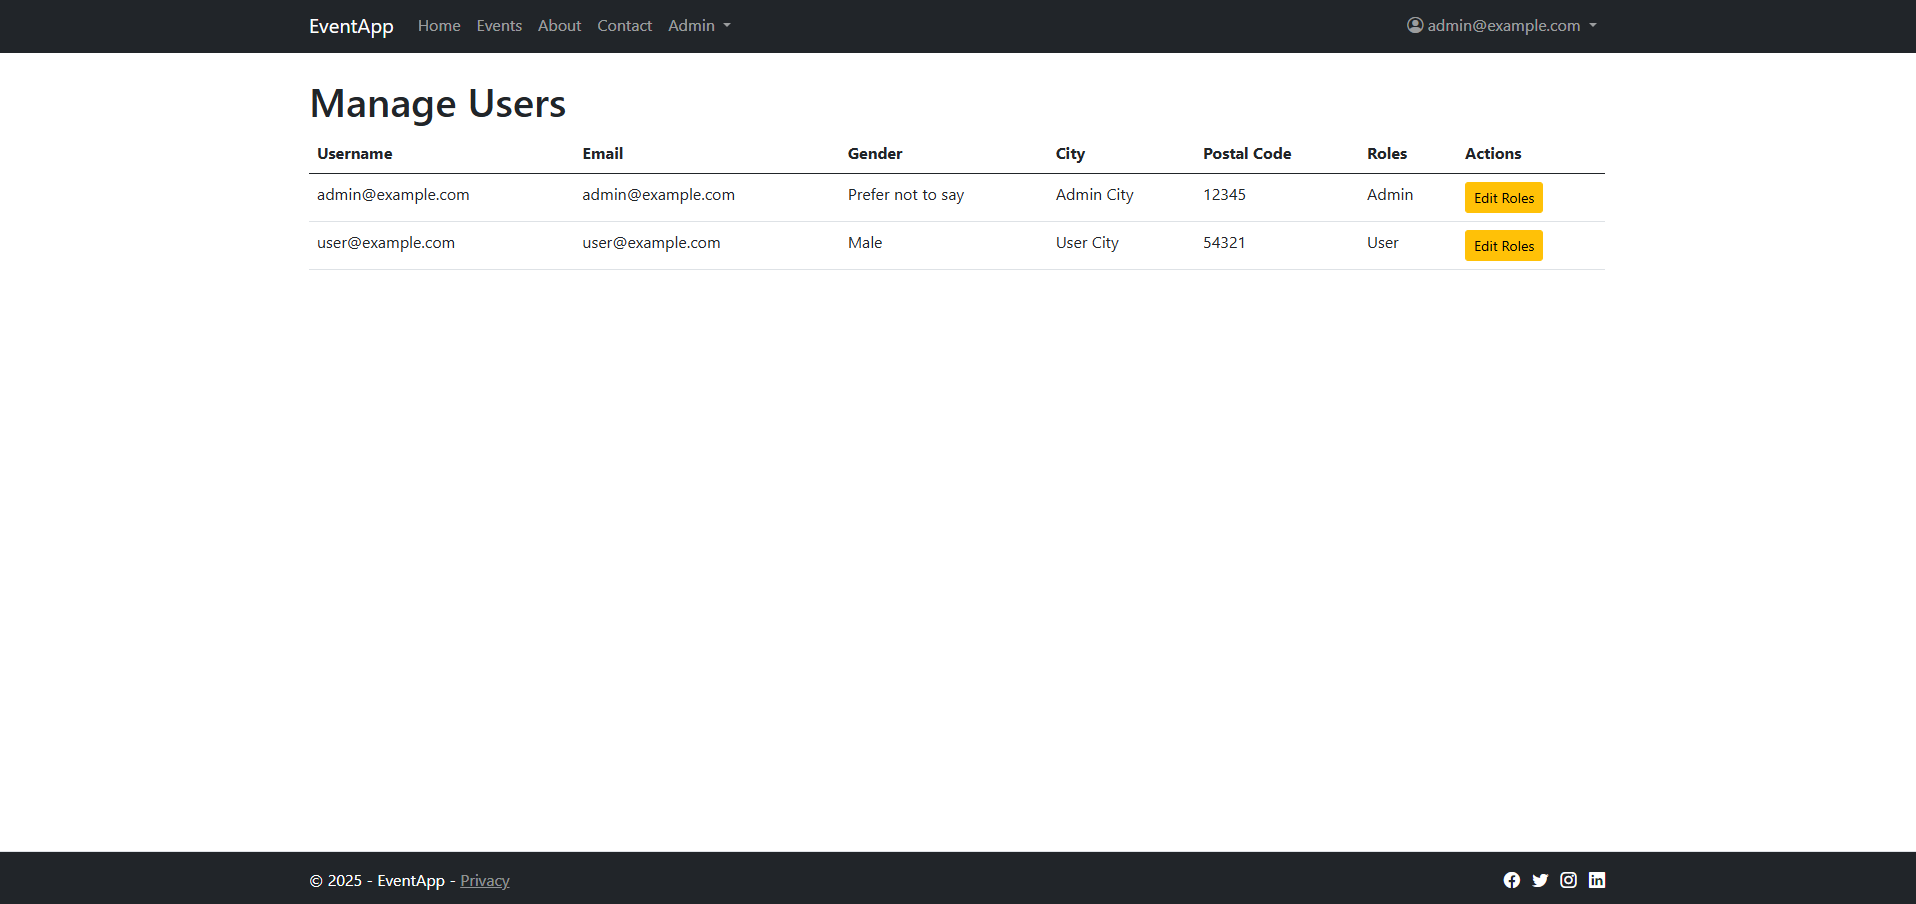 EventApp Home Events About Contact Admin admin@example.com
Manage Users
Username Email Gender City Postal Code Roles Actions
admin@example.com admin@example.com Prefer not to say Admin City 12345 Admin Edit Roles
user@example.com user@example.com Male User City 54321 User Edit Roles
© 2025 - EventApp - Privacy